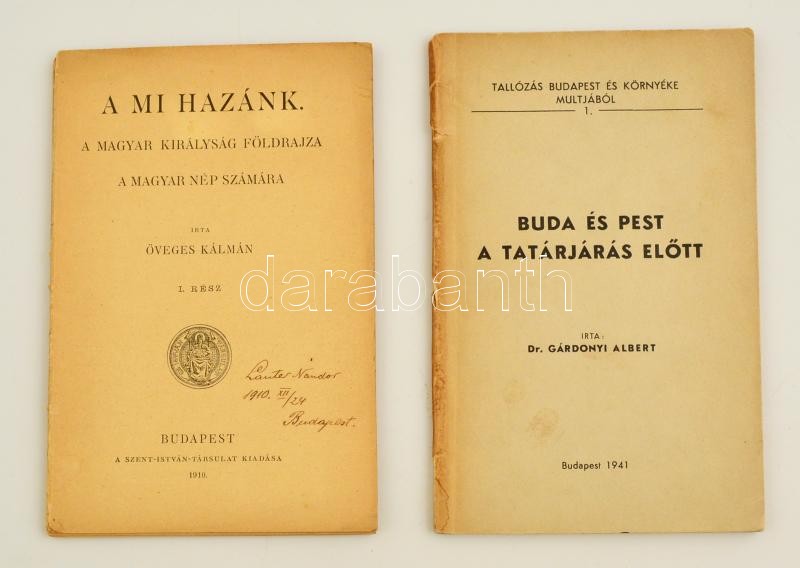 A MI HAZÁNK.
A MAGYAR KIRÁLYSÁG FÖLDRAJZA
A MAGYAR NÉP SZÁMÁRA
IRTA
ÖVEGES KÁLMÁN
I. RÉSZ
Lauter Nándor
1910. XII/24
Budapest.
BUDAPEST
A SZENT-ISTVÁN-TÁRSULAT KIADÁSA
1910.
TALLÓZÁS BUDAPEST ÉS KÖRNYÉKE
MULTJÁBÓL
1.
BUDA ÉS PEST
A TATÁRJÁRÁS ELŐTT
IRTA:
Dr. GÁRDONYI ALBERT
Budapest 1941
darabanth